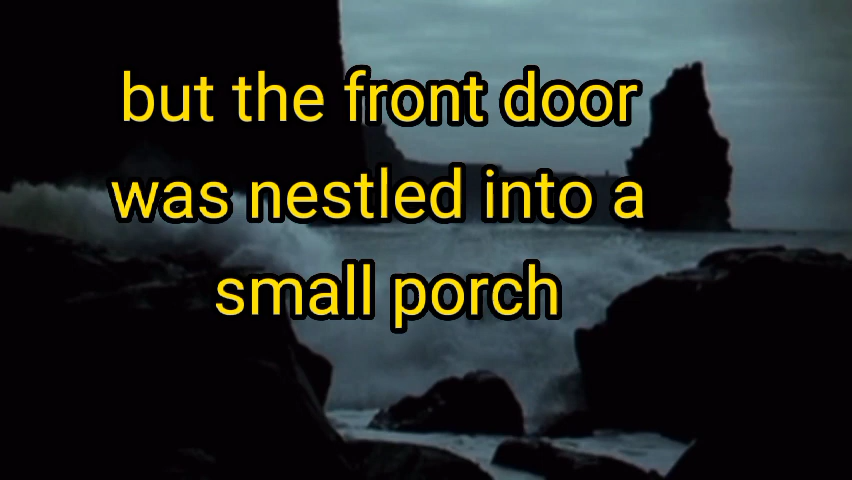 but the front door
was nestled into a
small porch